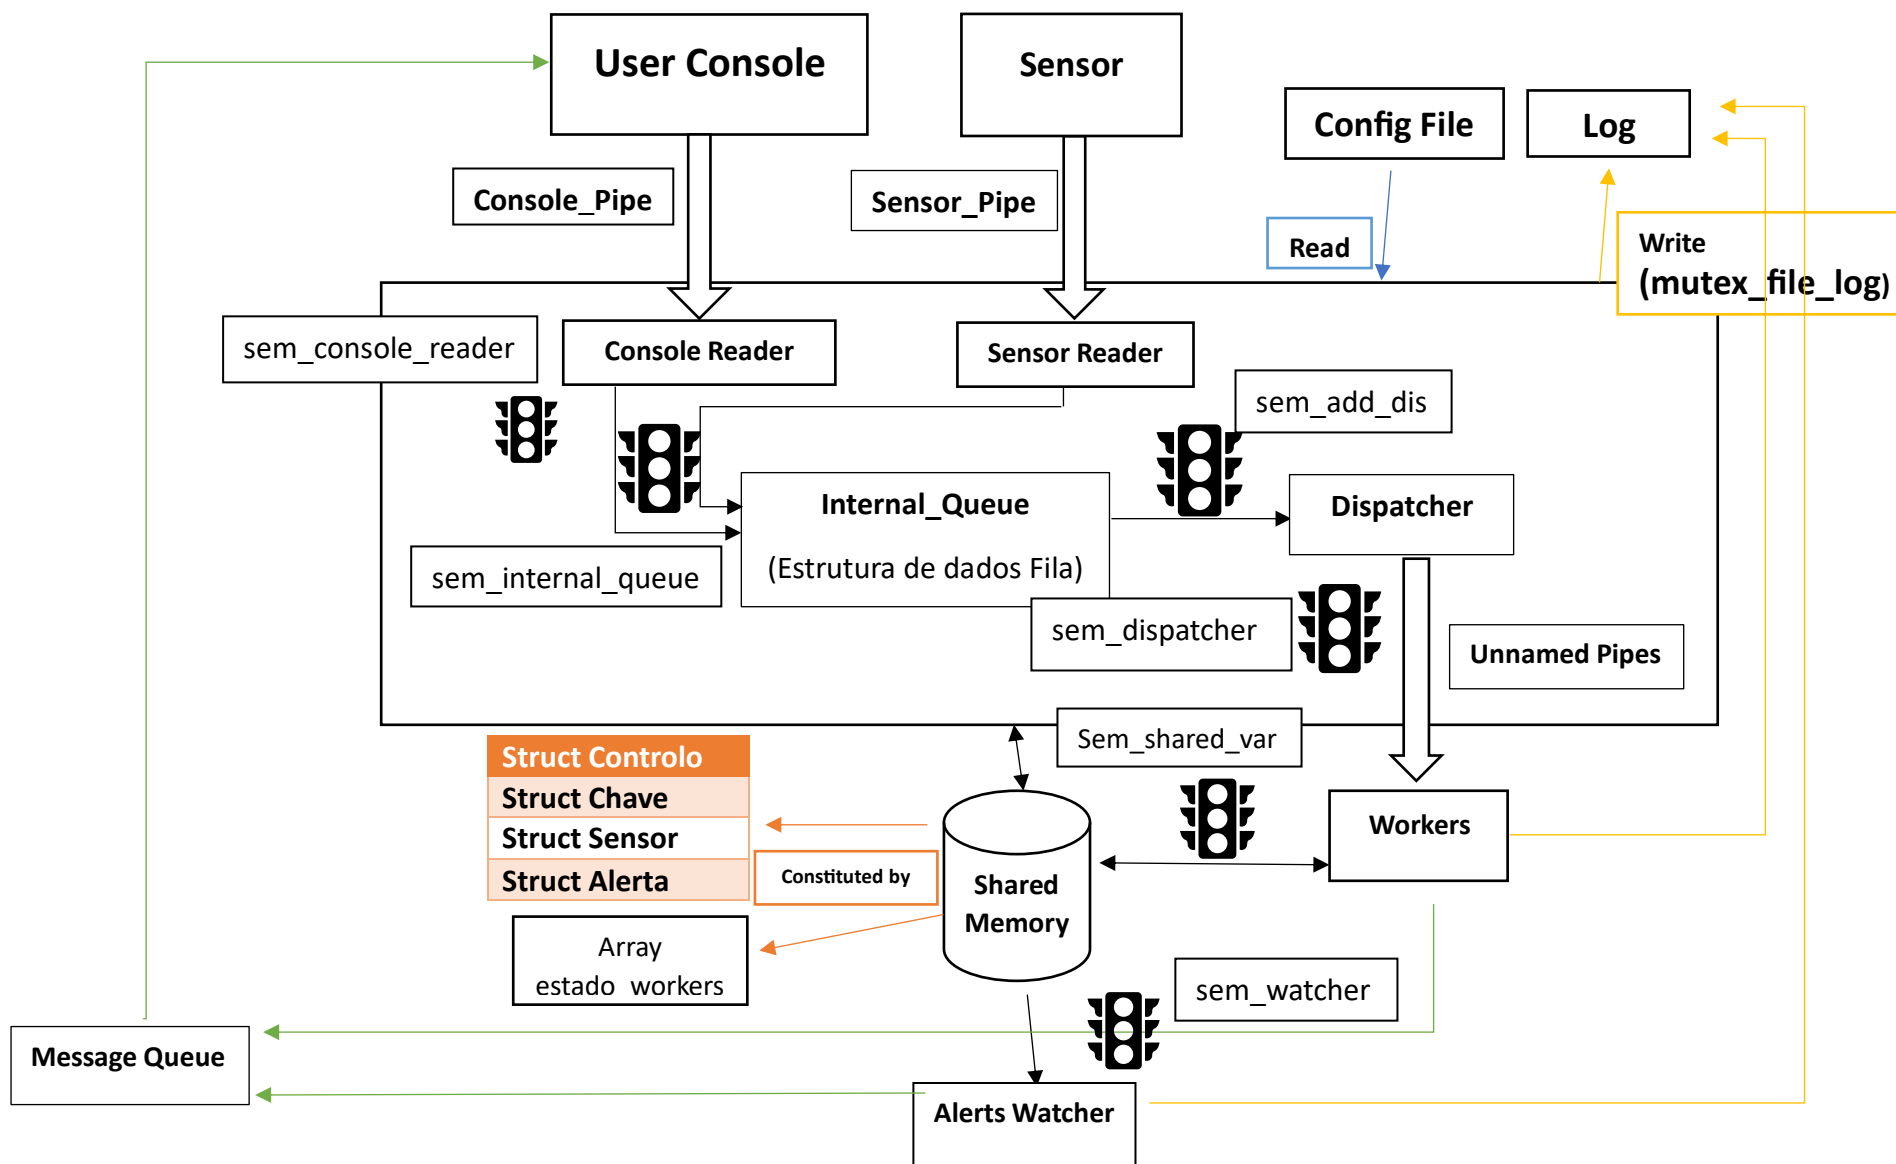 User Console
Sensor
Config File
Log
Console_Pipe
Sensor_Pipe
Read
Write
(mutex_file_log)
sem_console_reader
Console Reader
Sensor Reader
sem_add_dis
Internal_Queue
(Estrutura de dados Fila)
Dispatcher
sem_internal_queue
sem_dispatcher
Unnamed Pipes
Sem_shared_var
Struct Controlo
Struct Chave
Struct Sensor
Struct Alerta
Constituted by
Shared
Memory
Workers
Array
estado_workers
sem_watcher
Message Queue
Alerts Watcher